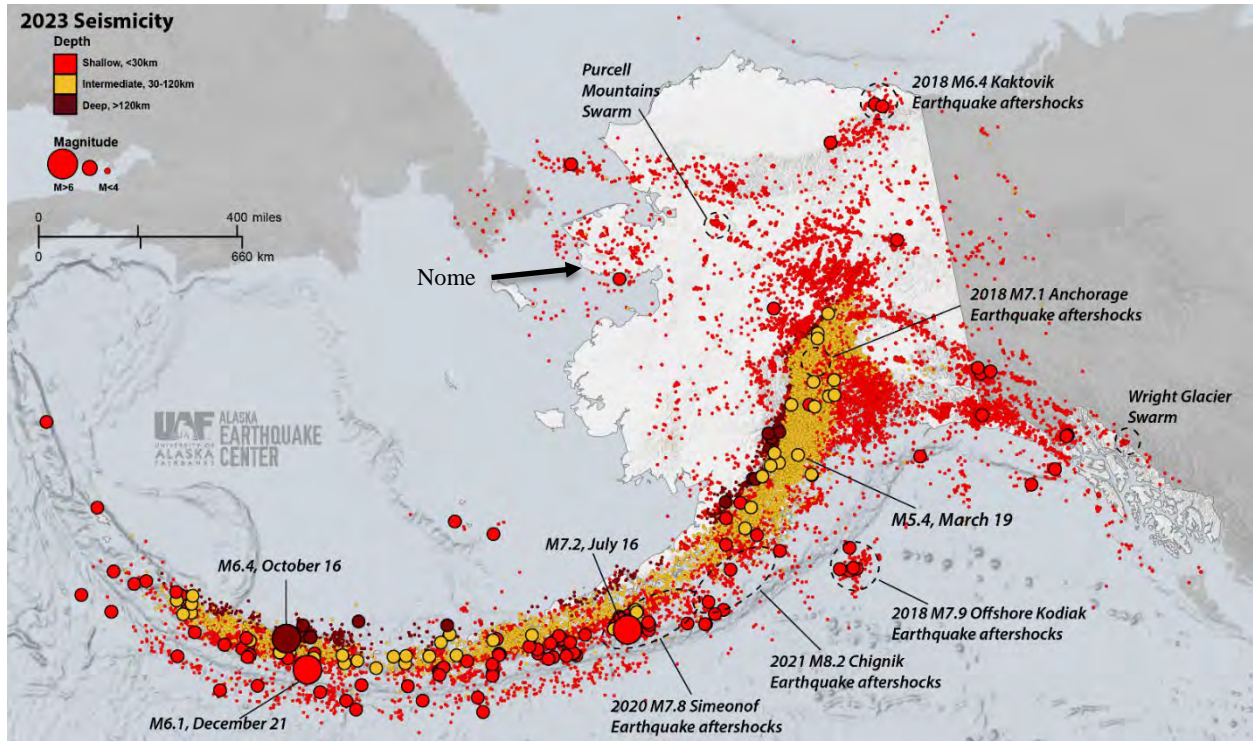 2023 Seismicity
Depth
Shallow, <30km
Intermediate, 30-120km
Deep, >120km
Magnitude
M>6 M<4
0 400 miles
0 660 km
Purcell
Mountains
Swarm
2018 M6.4 Kaktovik
Earthquake aftershocks
Nome
2018 M7.1 Anchorage
Earthquake aftershocks
Wright Glacier
Swarm
UAF
UNIVERSITY OF
ALASKA
FAIRBANKS
ALASKA
EARTHQUAKE
CENTER
M5.4, March 19
M7.2, July 16
M6.4, October 16
2018 M7.9 Offshore Kodiak
Earthquake aftershocks
2021 M8.2 Chignik
Earthquake aftershocks
2020 M7.8 Simeonof
Earthquake aftershocks
M6.1, December 21